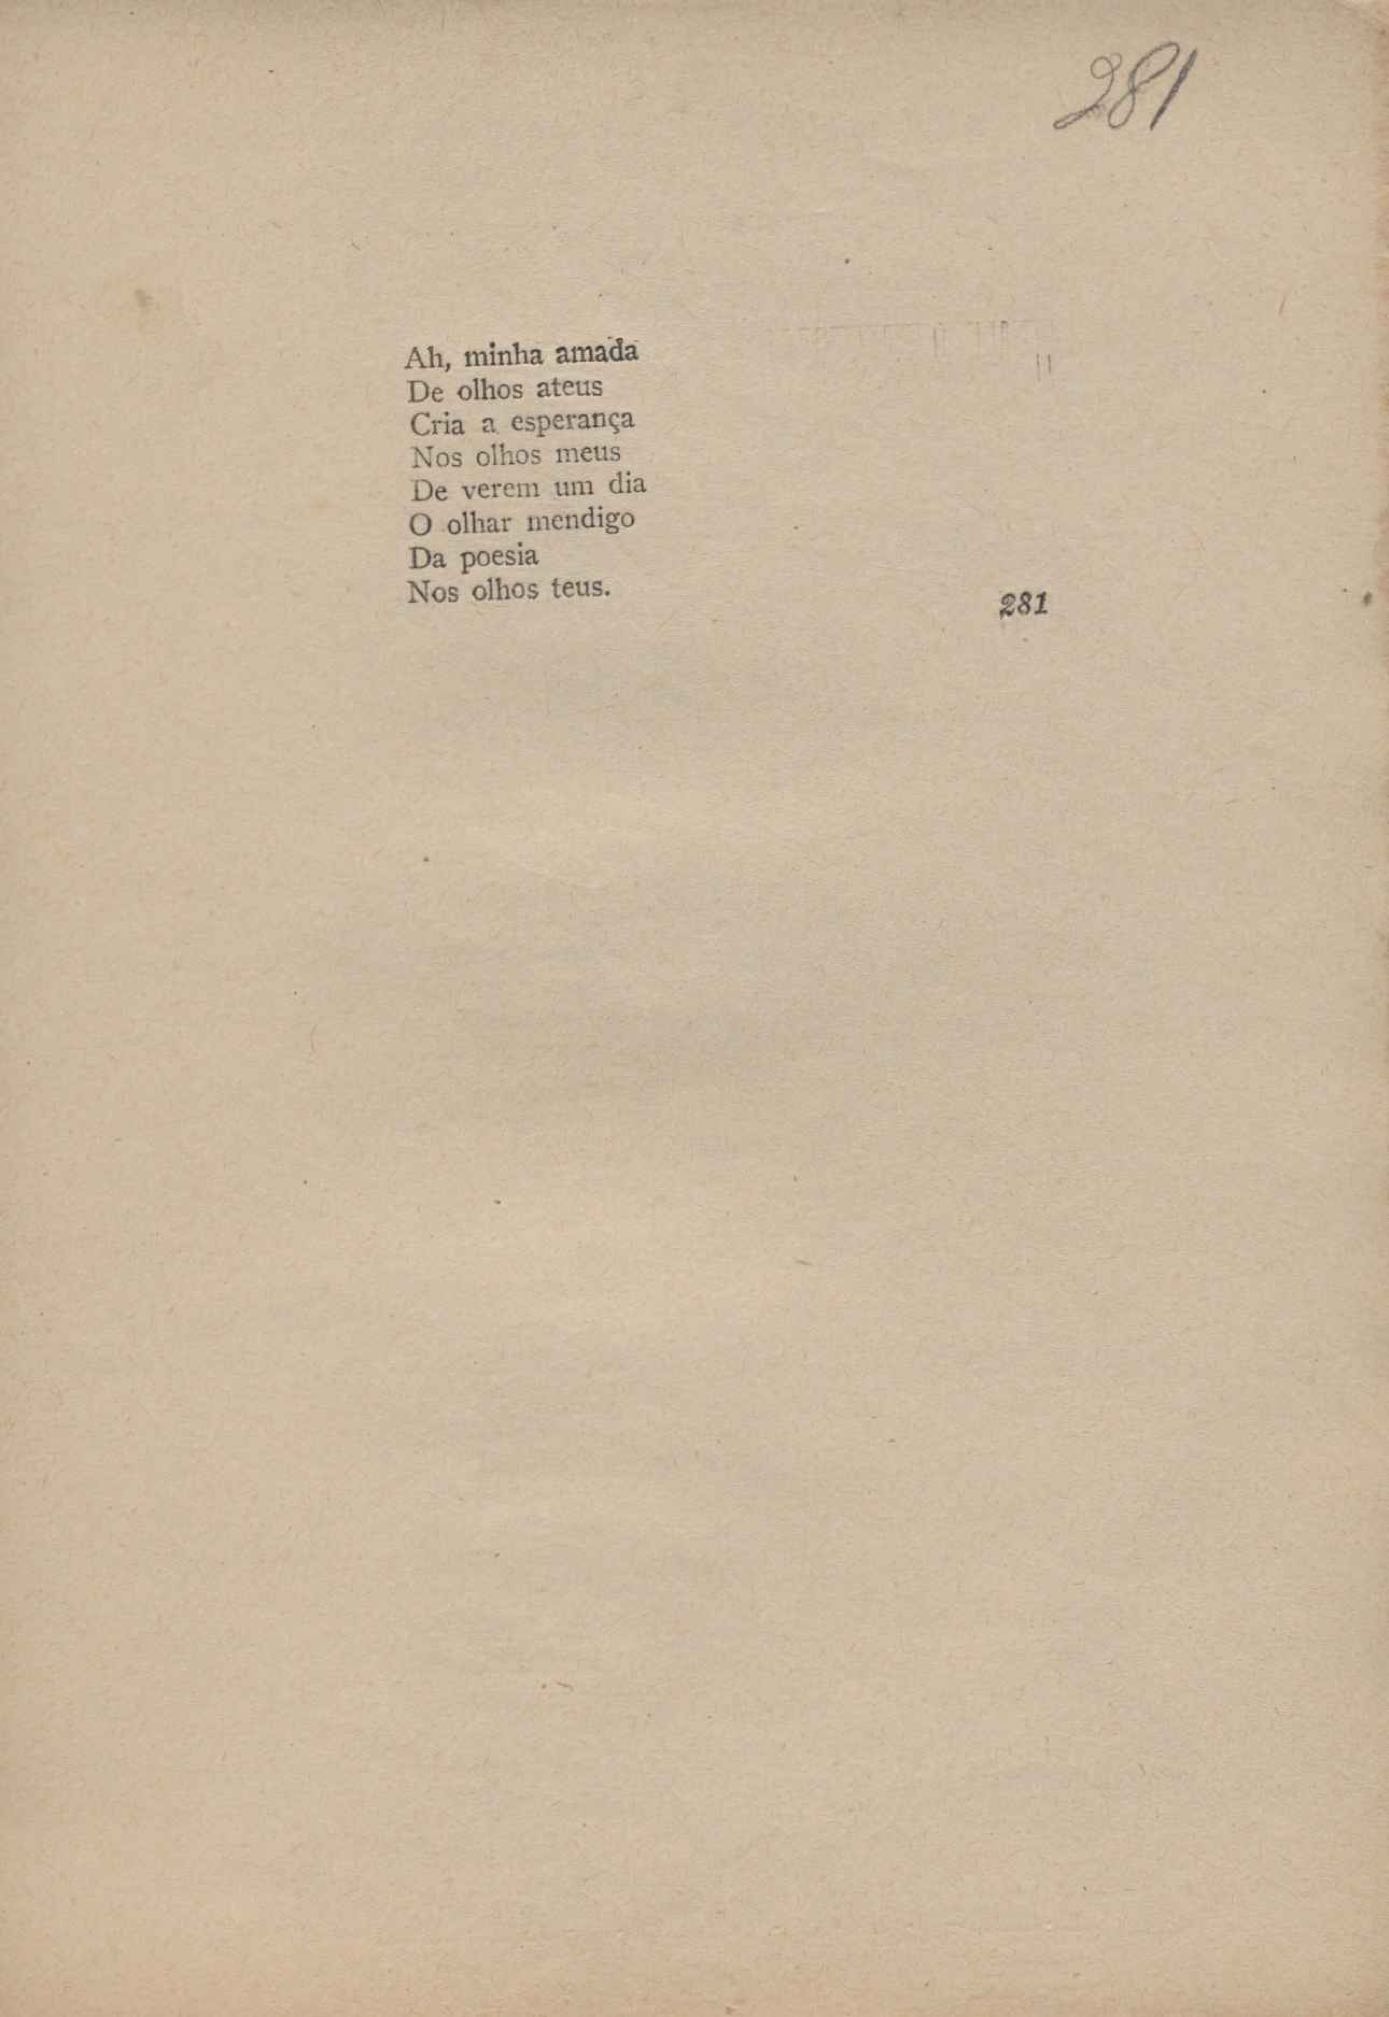 281
Ah, minha amada
De olhos ateus
Cria a esperança
Nos olhos meus
De verem um dia
O olhar mendigo
Da poesia
Nos olhos teus.
281